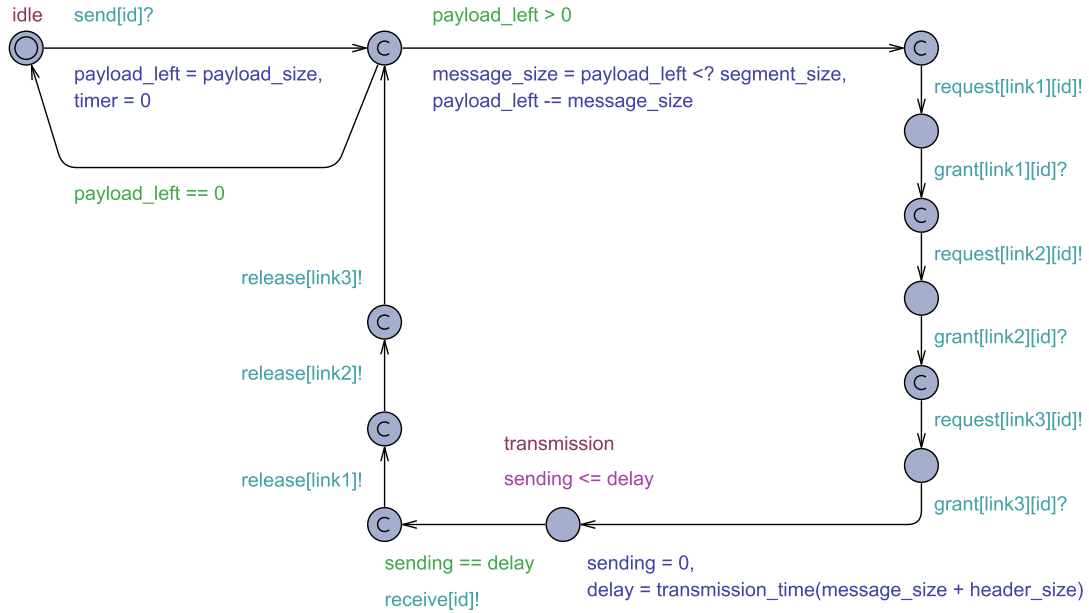 idle
send[id]?
payload_left = payload_size,
timer = 0
payload_left == 0
payload_left > 0
message_size = payload_left <? segment_size,
payload_left -= message_size
request[link1][id]!
grant[link1][id]?
request[link2][id]!
grant[link2][id]?
request[link3][id]!
grant[link3][id]?
sending = 0,
delay = transmission_time(message_size + header_size)
transmission
sending <= delay
sending == delay
receive[id]!
release[link1]!
release[link2]!
release[link3]!
C
C
C
C
C
C
C